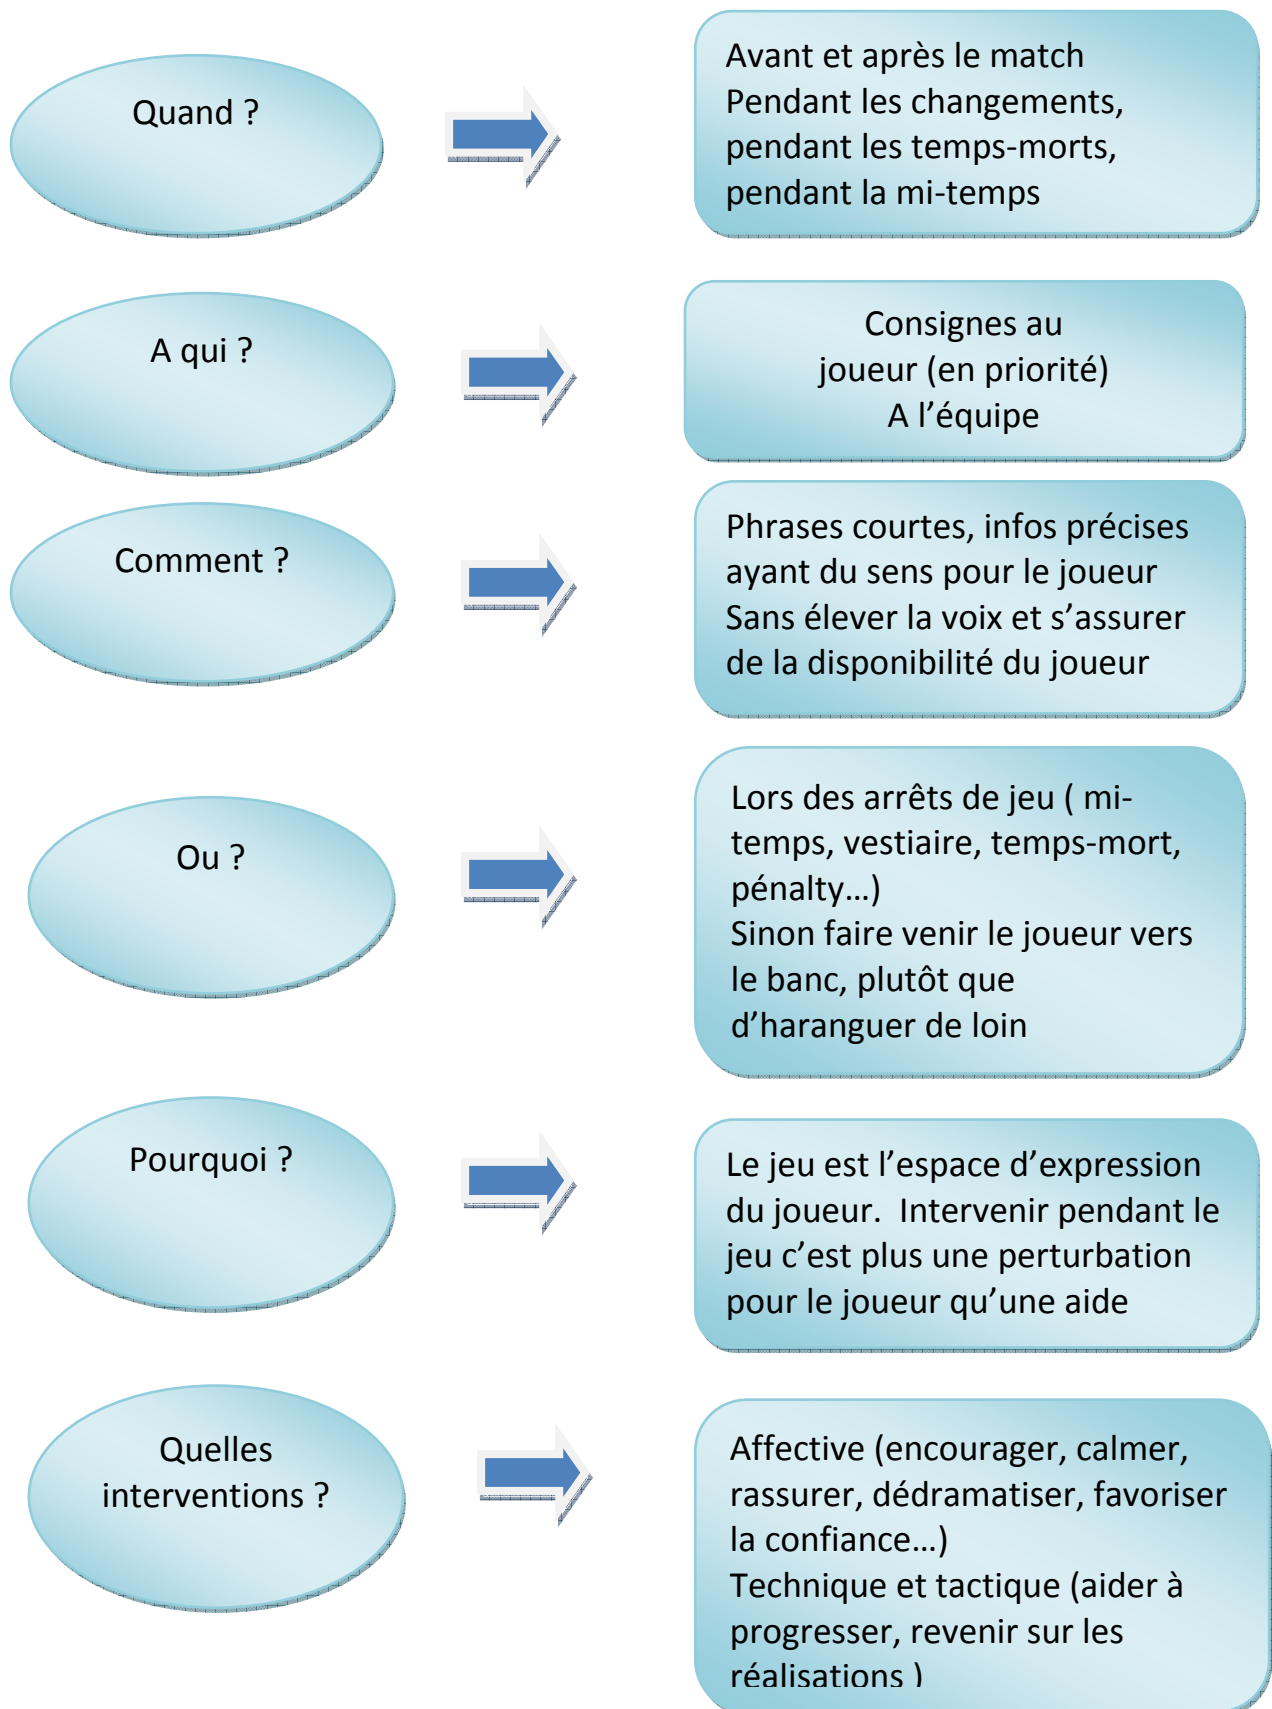 Quand ?
Avant et après le match
Pendant les changements,
pendant les temps-morts,
pendant la mi-temps
A qui ?
Consignes au
joueur (en priorité)
A l’équipe
Comment ?
Phrases courtes, infos précises
ayant du sens pour le joueur
Sans élever la voix et s’assurer
de la disponibilité du joueur
Ou ?
Lors des arrêts de jeu ( mi-
temps, vestiaire, temps-mort,
pénalty…)
Sinon faire venir le joueur vers
le banc, plutôt que
d’haranguer de loin
Pourquoi ?
Le jeu est l’espace d’expression
du joueur.  Intervenir pendant le
jeu c’est plus une perturbation
pour le joueur qu’une aide
Quelles
interventions ?
Affective (encourager, calmer,
rassurer, dédramatiser, favoriser
la confiance…)
Technique et tactique (aider à
progresser, revenir sur les
réalisations )